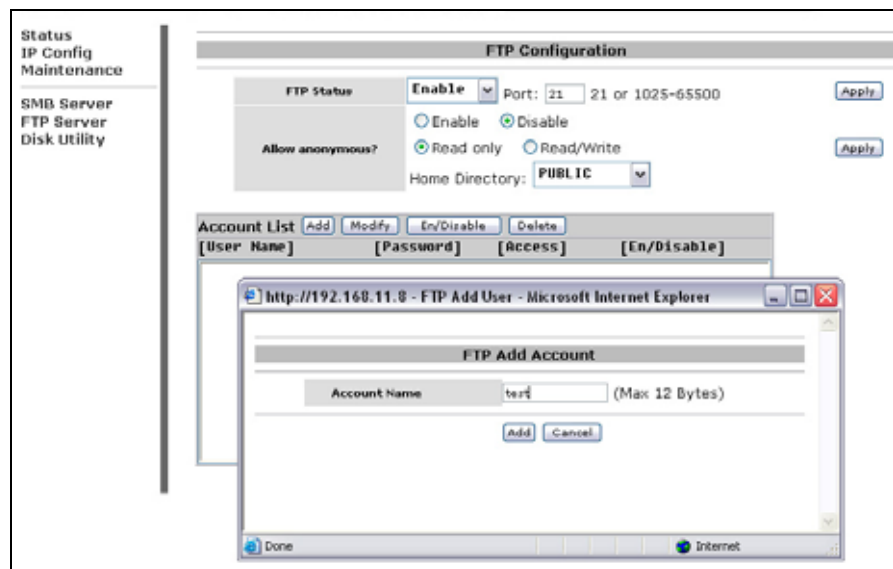 Status
IP Config
Maintenance
SMB Server
FTP Server
Disk Utility
FTP Configuration
FTP Status Enable Port: 21 21 or 1025-65500 Apply
Allow anonymous? Enable Disable
Read only Read/Write Apply
Home Directory: PUBLIC
Account List Add Modify En/Disable Delete
[User Name] [Password] [Access] [En/Disable]
http://192.168.11.8 - FTP Add User - Microsoft Internet Explorer
FTP Add Account
Account Name test (Max 12 Bytes)
Add Cancel
Done Internet